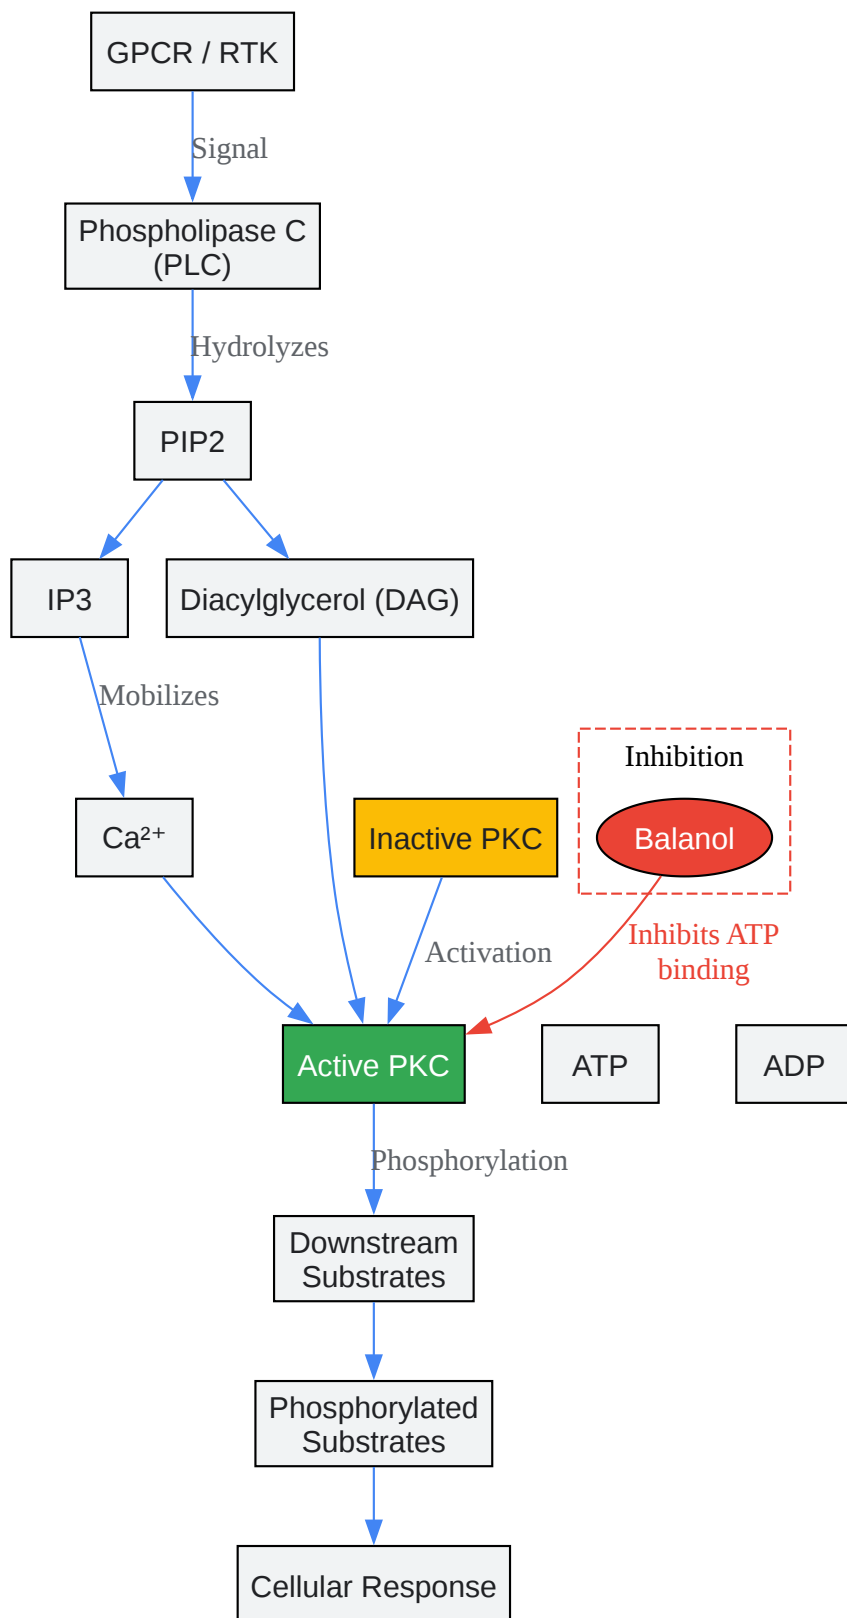 GPCR / RTK
Signal
Phospholipase C
(PLC)
Hydrolyzes
PIP2
IP3
Diacylglycerol (DAG)
Mobilizes
Inhibition
Ca²⁺
Inactive PKC
Balanol
Activation
Inhibits ATP
binding
Active PKC
ATP
ADP
Phosphorylation
Downstream
Substrates
Phosphorylated
Substrates
Cellular Response